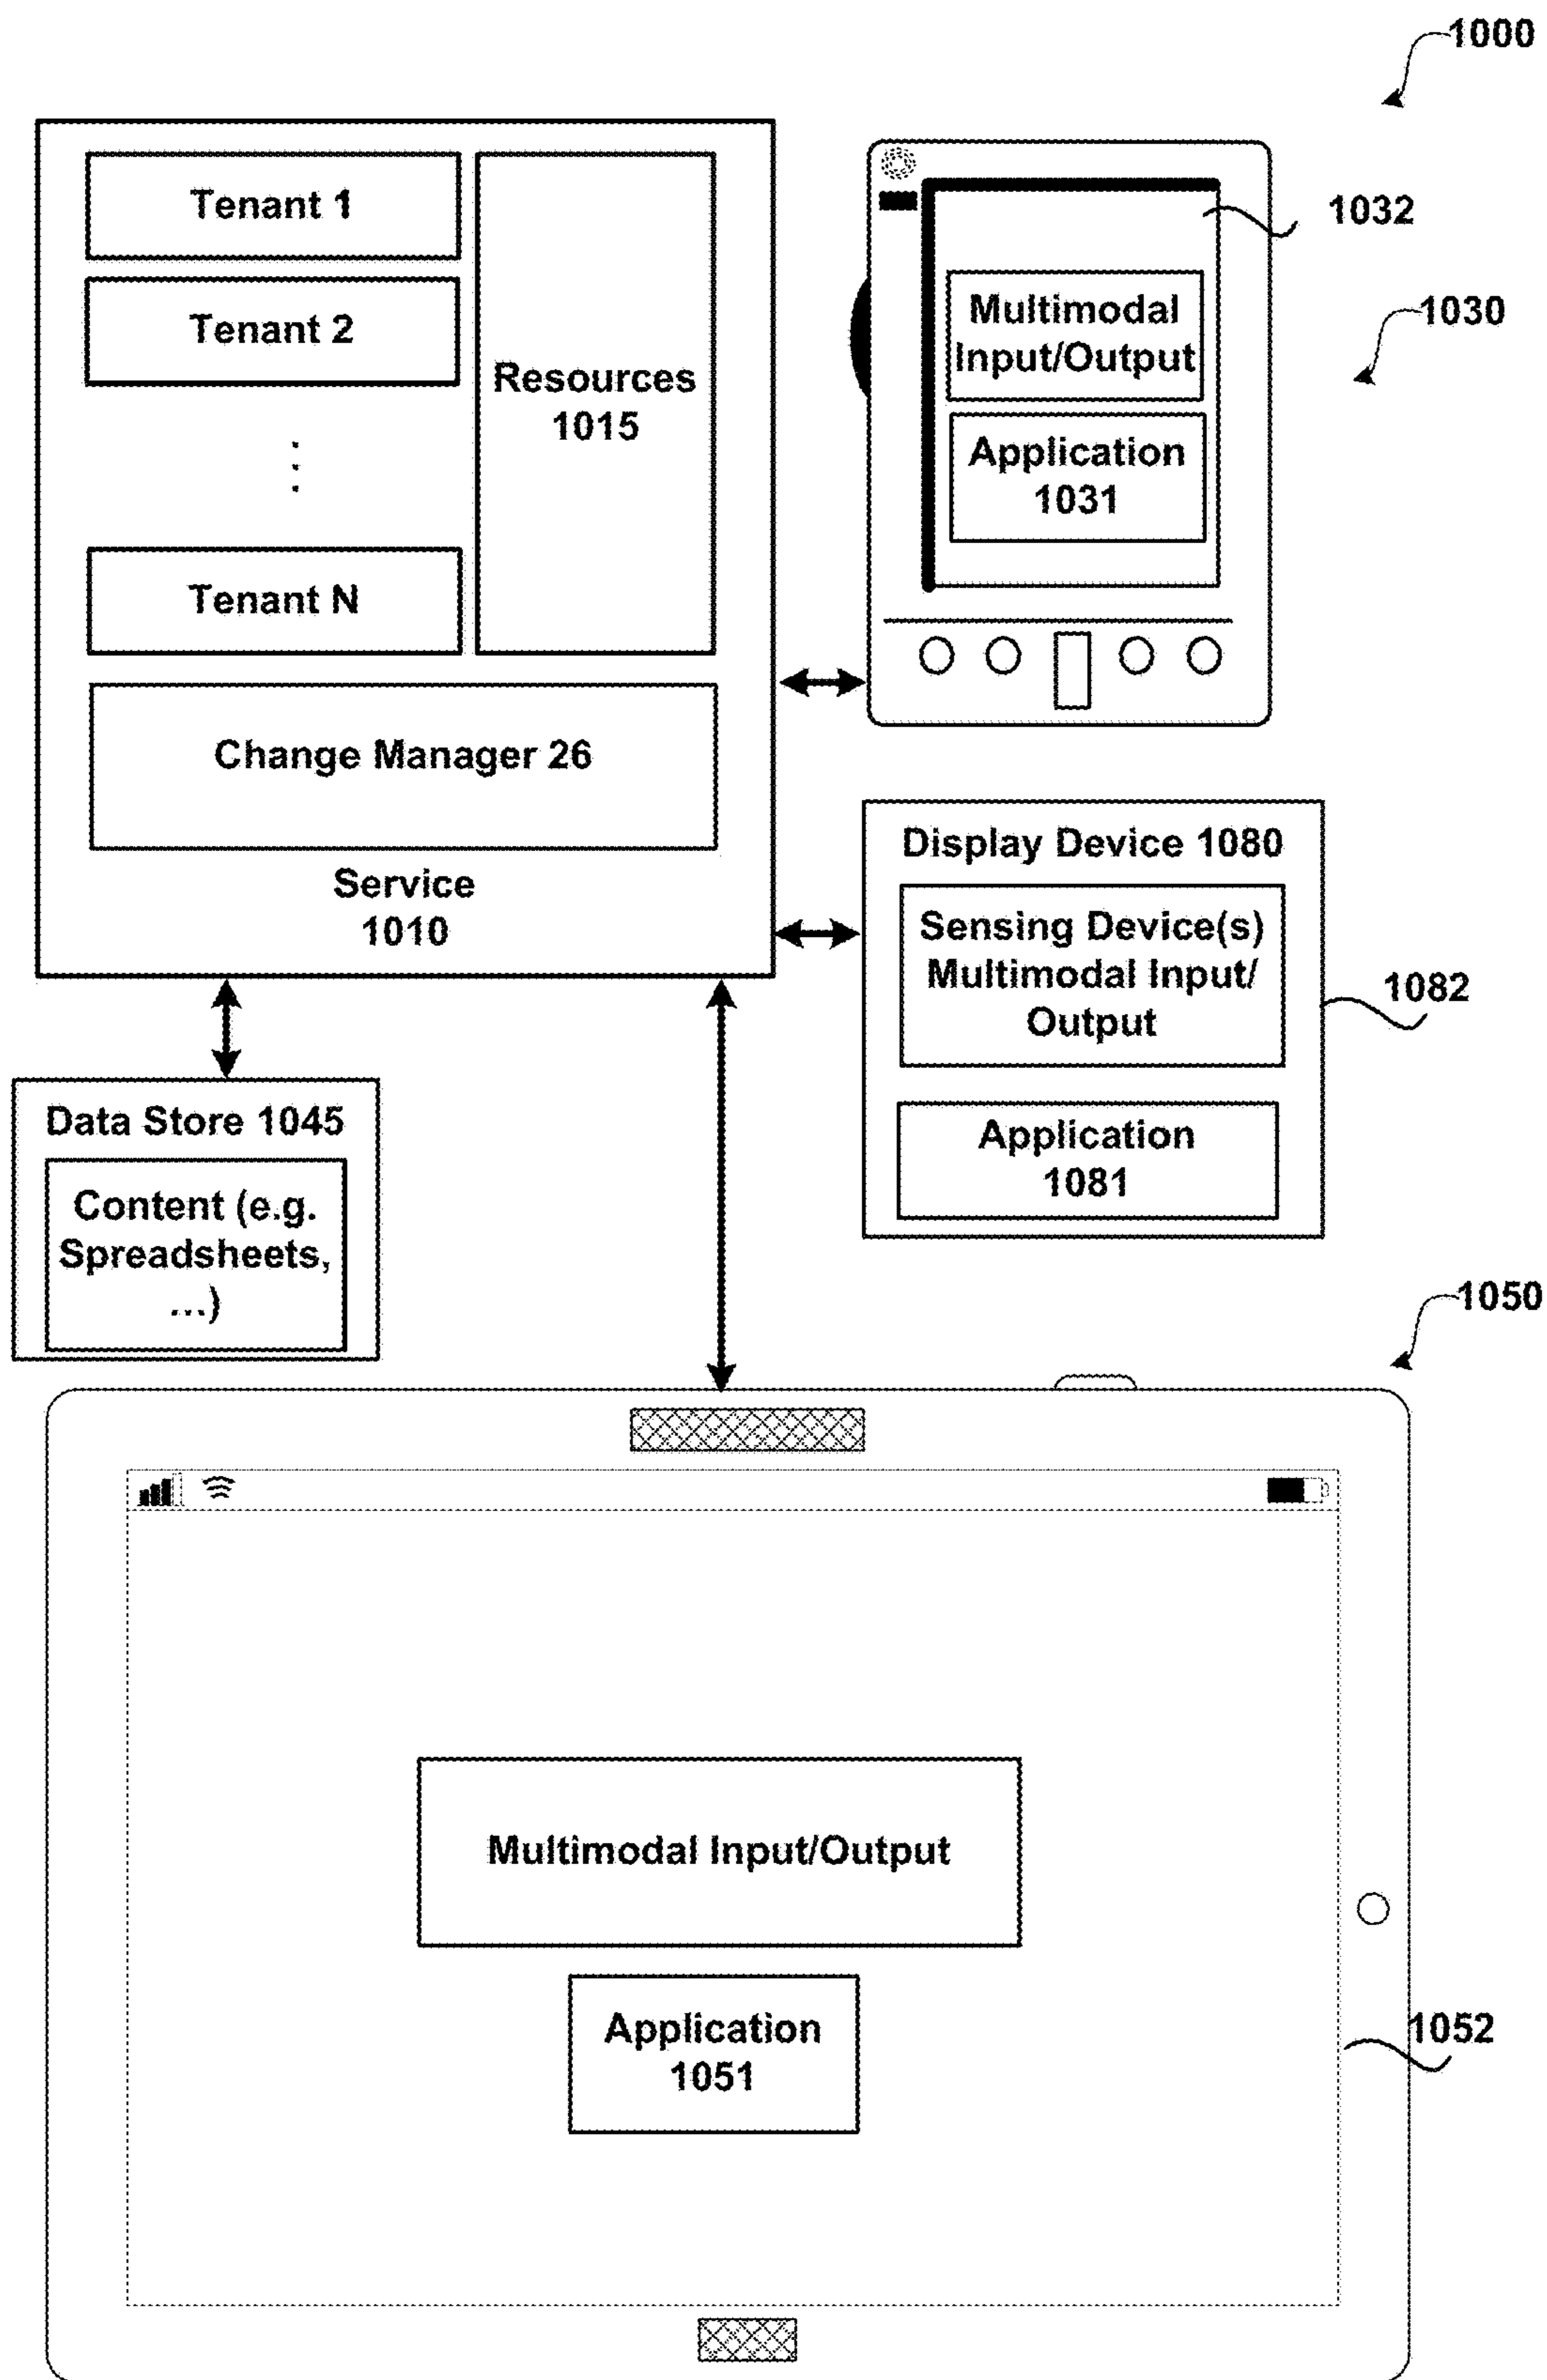 1000
Tenant 1
Tenant 2
Resources
1015
Tenant N
Change Manager 26
Service
1010
1032
1030
Multimodal
Input/Output
Application
1031
Display Device 1080
Sensing Device(s)
Multimodal Input/
Output
1082
Application
1081
Data Store 1045
Content (e.g.
Spreadsheets,
...)
1050
Multimodal Input/Output
Application
1051
1052